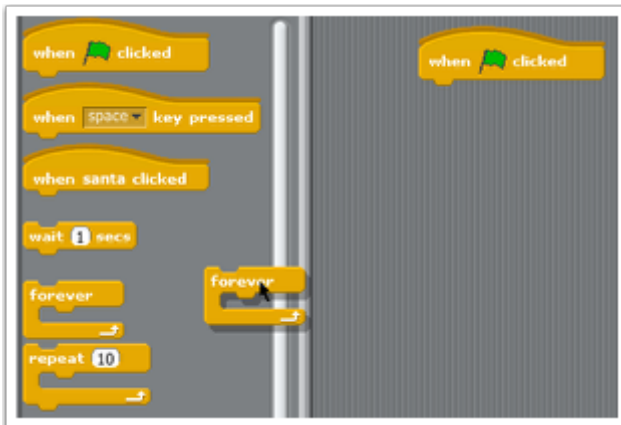 when clicked
when space key pressed
when santa clicked
wait 1 secs
forever
repeat 10
forever
when clicked